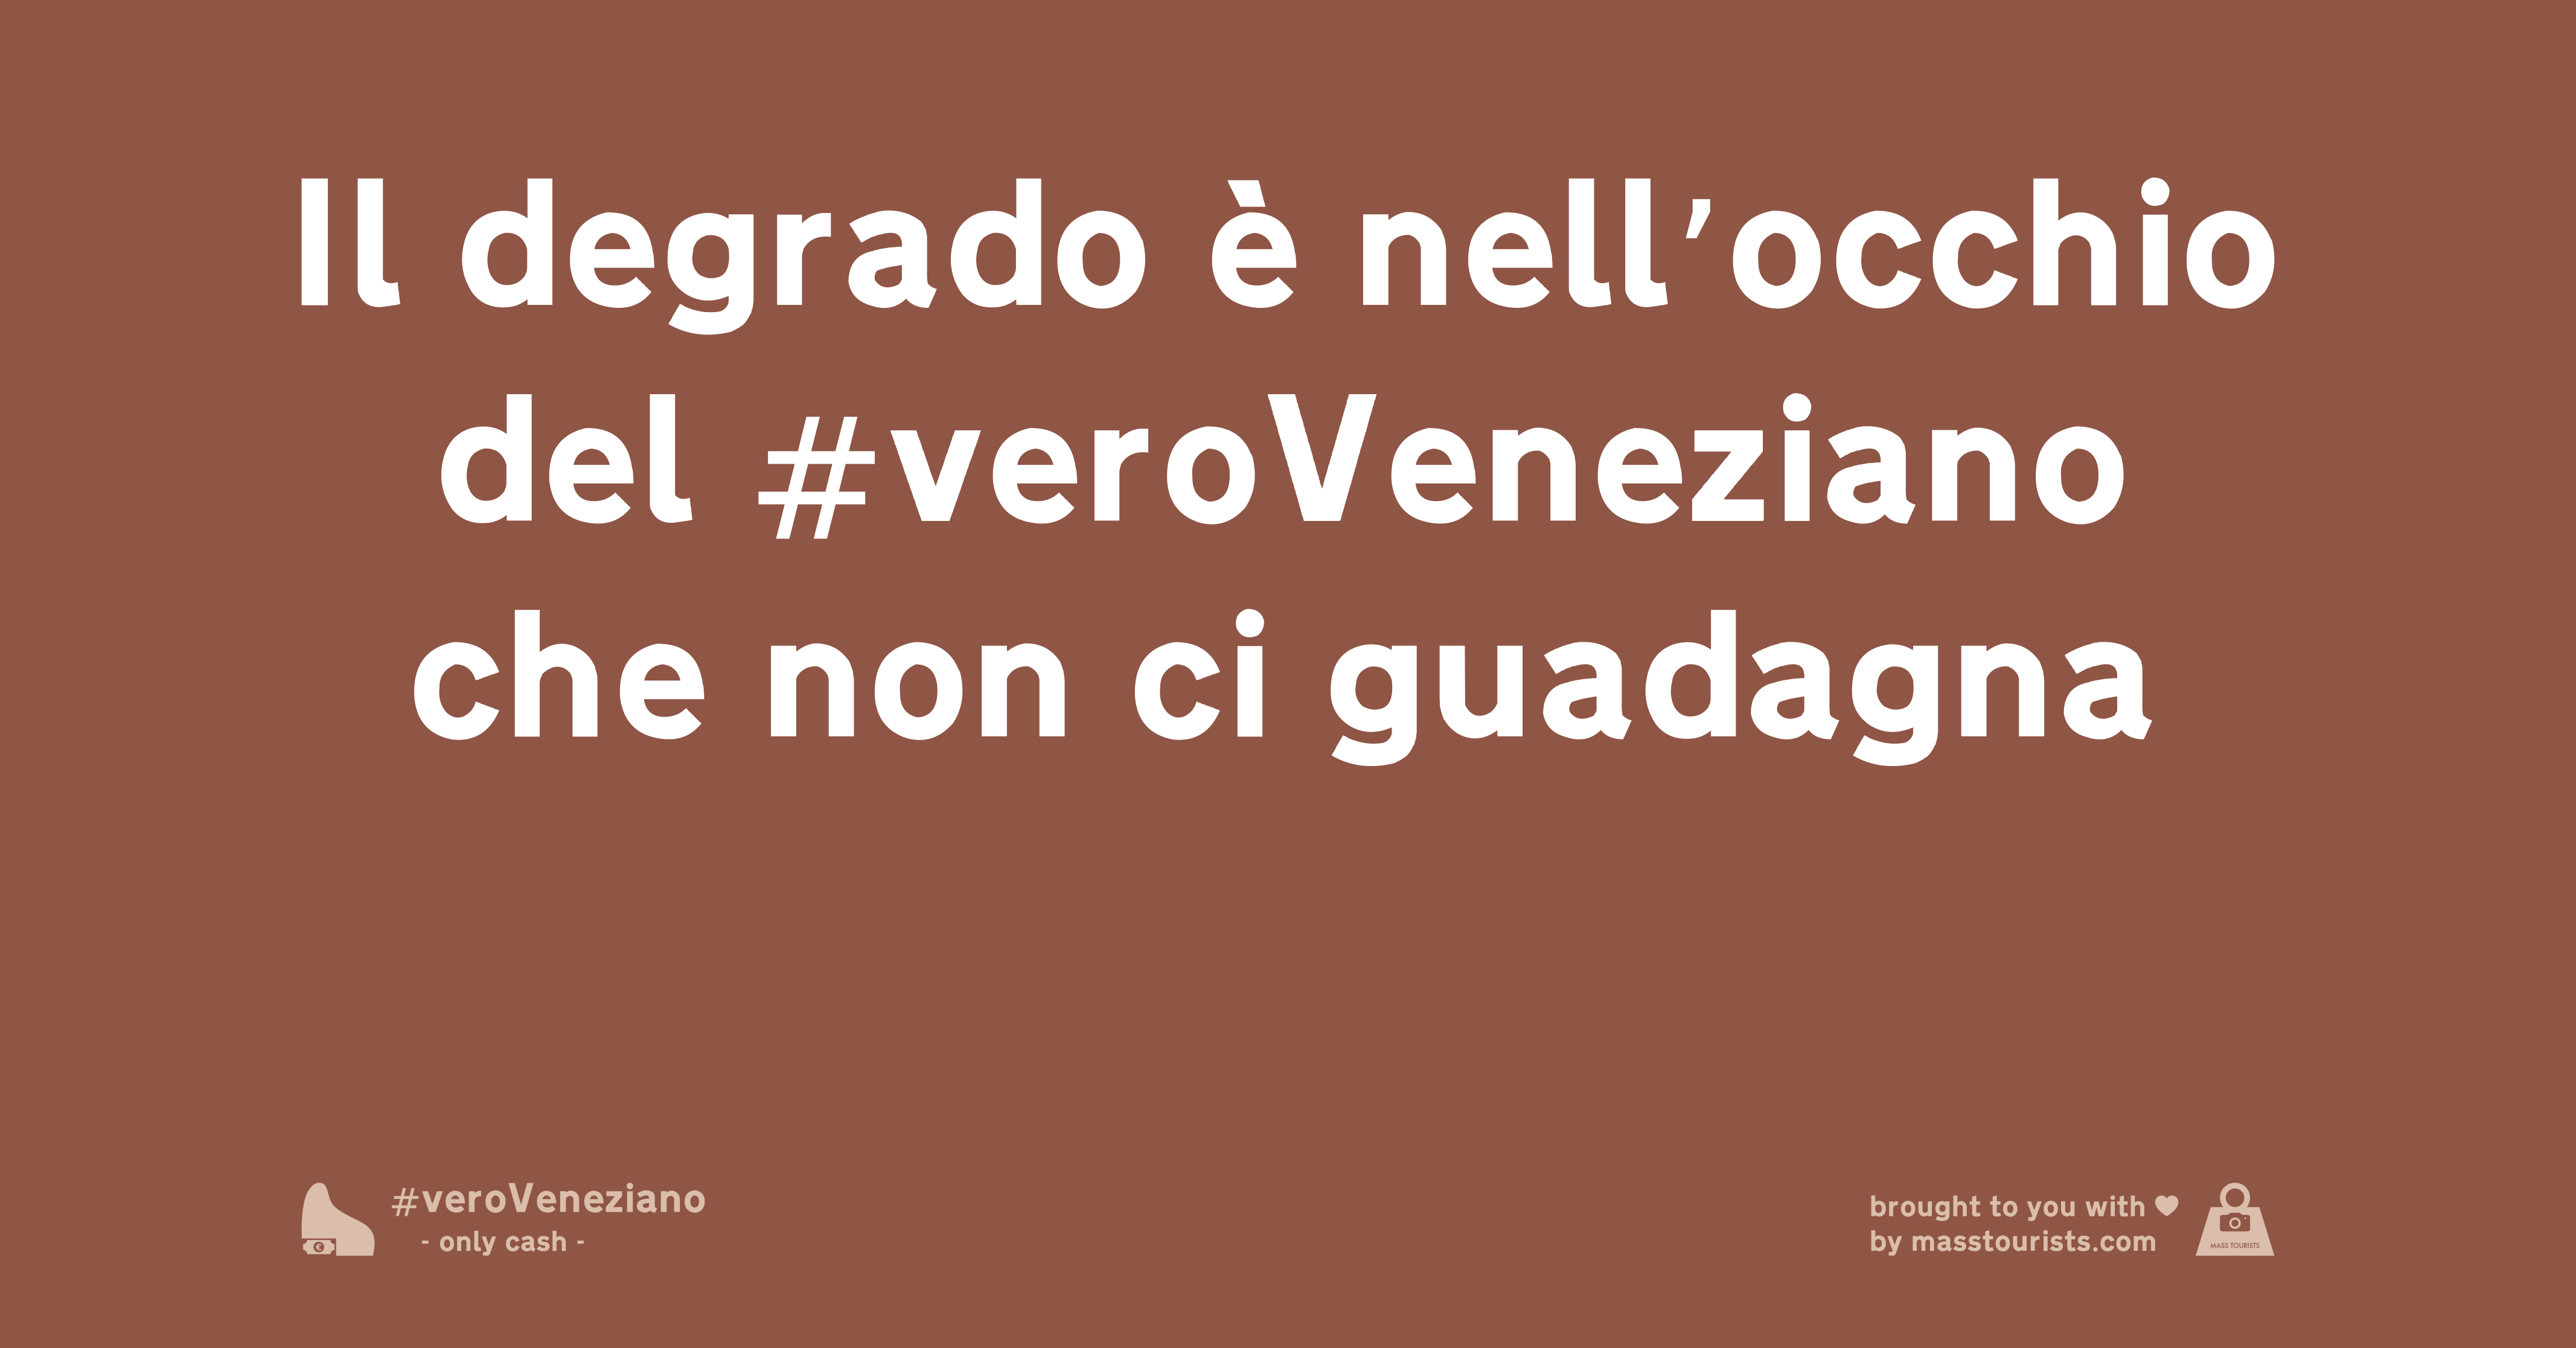 Il degrado è nell’occhio
del #veroVeneziano
che non ci guadagna
#veroVeneziano
- only cash -
brought to you with ♥
by masstourists.com
MASS TOURISTS
€